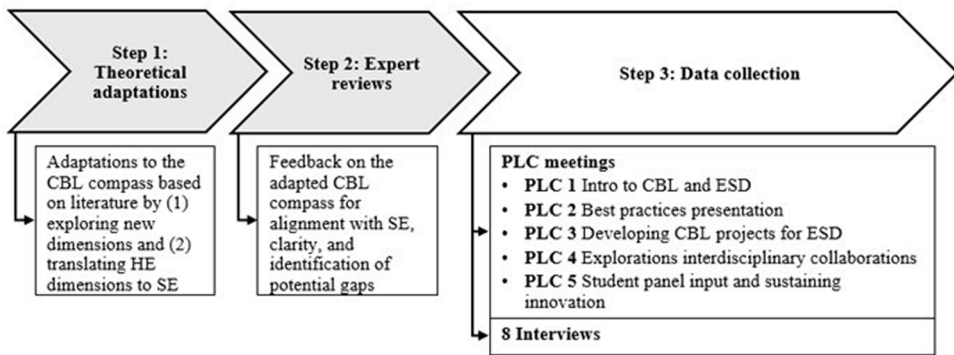 Step 1:
Theoretical
adaptations
Step 2: Expert
reviews
Step 3: Data collection
Adaptations to the
CBL compass based
on literature by (1)
exploring new
dimensions and (2)
translating HE
dimensions to SE
Feedback on the
adapted CBL
compass for
alignment with SE,
clarity, and
identification of
potential gaps
PLC meetings
• PLC 1 Intro to CBL and ESD
• PLC 2 Best practices presentation
• PLC 3 Developing CBL projects for ESD
• PLC 4 Explorations interdisciplinary collaborations
• PLC 5 Student panel input and sustaining
innovation
8 Interviews